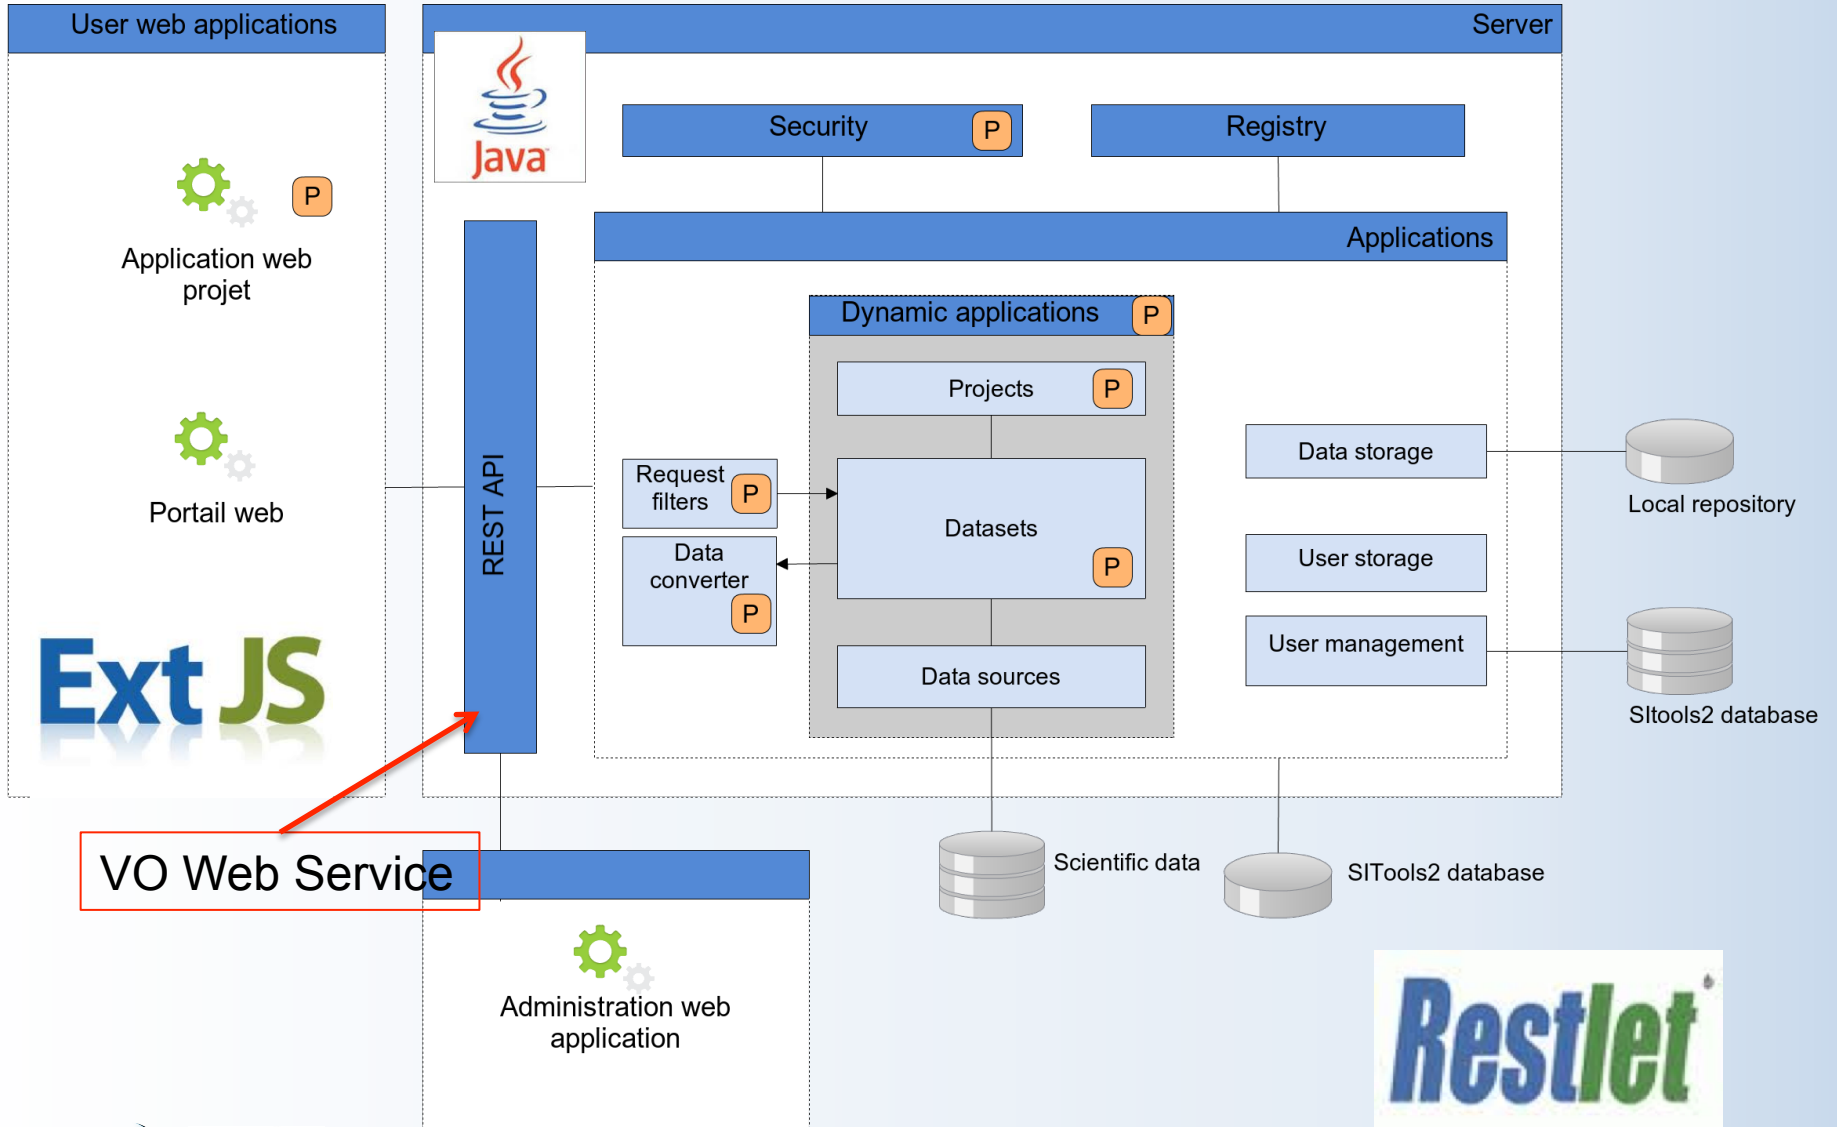 User web applications
Server
Java
Security
P
Registry
P
Application web
projet
Applications
Dynamic applications
P
Projects
P
Request
filters
P
Data storage
Local repository
Portail web
REST API
Datasets
P
Data
converter
P
User storage
User management
SItools2 database
Data sources
Ext JS
VO Web Service
Scientific data
SITools2 database
Administration web
application
Restlet